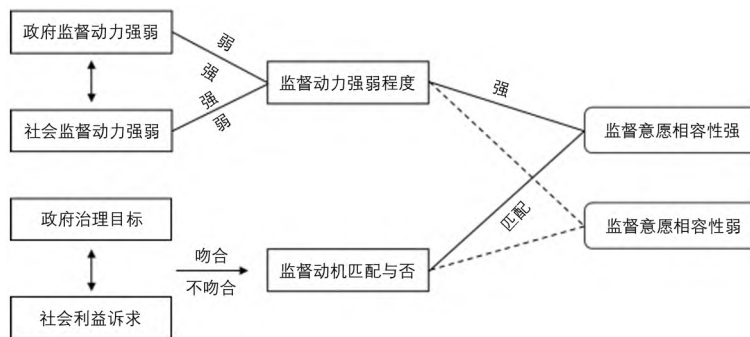 政府监督动力强弱
弱
强
监督动力强弱程度
强
强
弱
社会监督动力强弱
监督意愿相容性强
政府治理目标
匹配
监督意愿相容性弱
吻合
不吻合
监督动机匹配与否
社会利益诉求